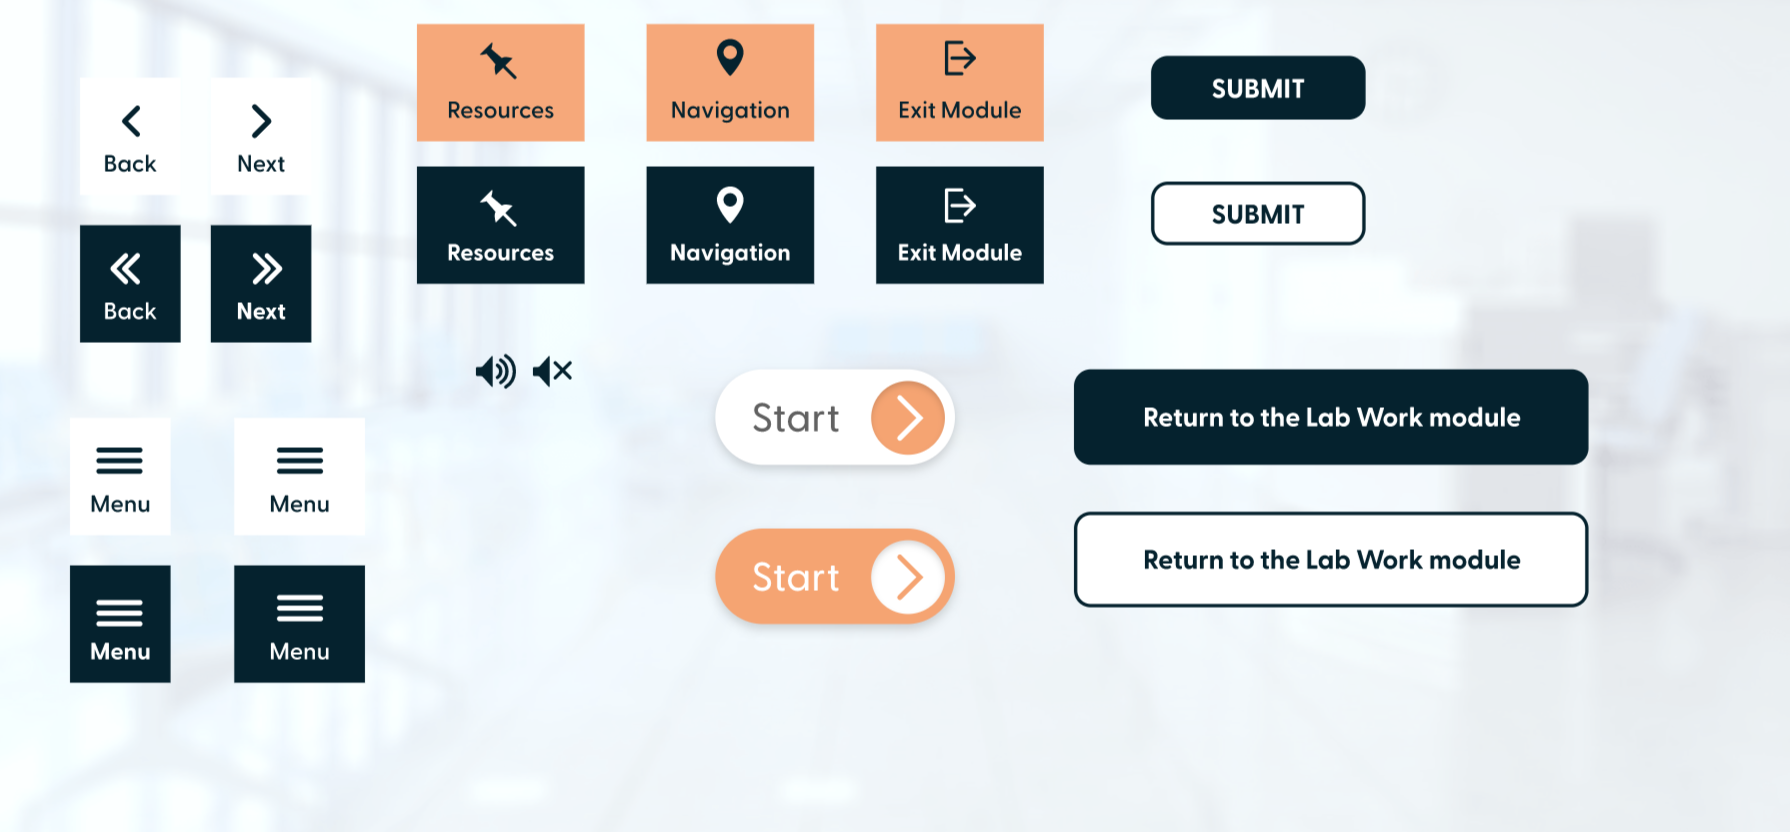 Resources
Navigation
Exit Module
SUBMIT
Back
Next
Resources
Navigation
Exit Module
SUBMIT
Back
Next
Start
Return to the Lab Work module
Menu
Menu
Start
Return to the Lab Work module
Menu
Menu